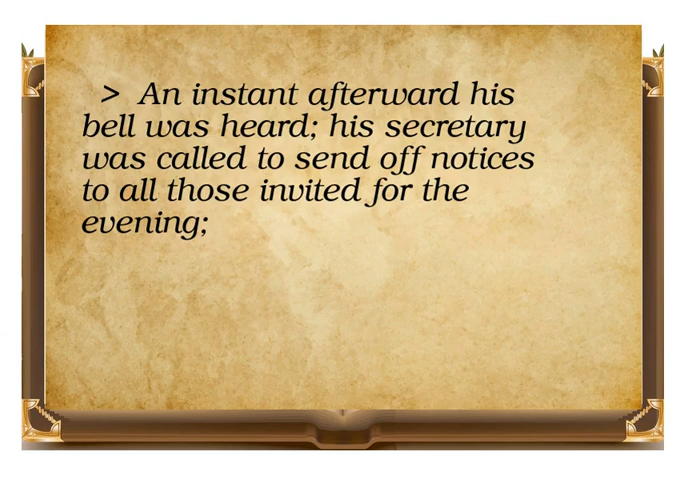 > An instant afterward his
bell was heard; his secretary
was called to send off notices
to all those invited for the
evening;